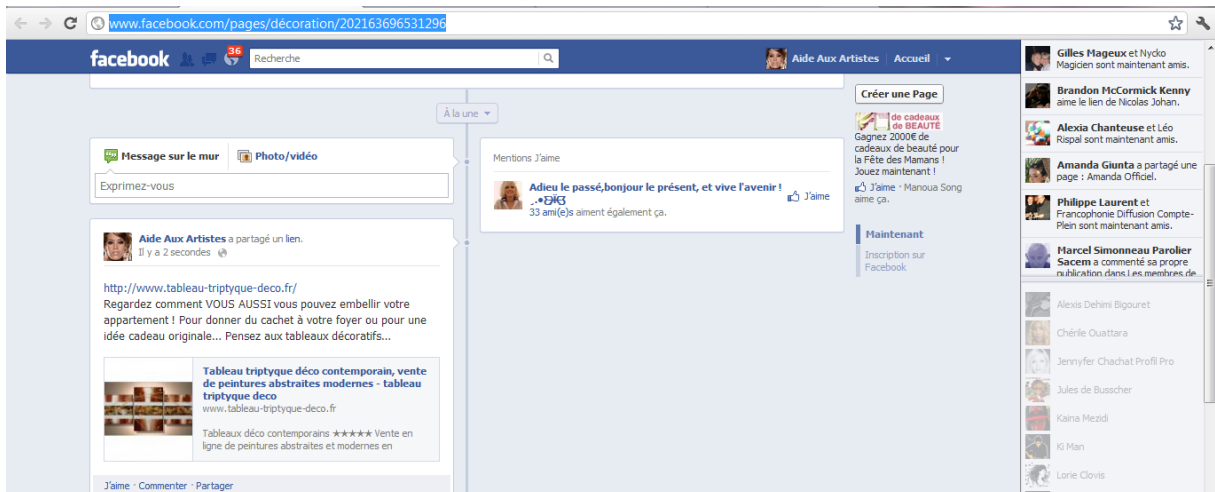 www.facebook.com/pages/décoration/202163696531296
facebook
36
Recherche
Aide Aux Artistes
Accueil
À la une
Message sur le mur
Photo/vidéo
Exprimez-vous
Aide Aux Artistes a partagé un lien.
Il y a 2 secondes
http://www.tableau-triptyque-deco.fr/
Regardez comment VOUS AUSSI vous pouvez embellir votre
appartement ! Pour donner du cachet à votre foyer ou pour une
idée cadeau originale... Pensez aux tableaux décoratifs...
Tableau triptyque déco contemporain, vente
de peintures abstraites modernes - tableau
triptyque deco
www.tableau-triptyque-deco.fr
Tableaux déco contemporains ★★★★★ Vente en
ligne de peintures abstraites et modernes en
J'aime · Commenter · Partager
Mentions J'aime
Adieu le passé,bonjour le présent, et vive l'avenir !
33 ami(e)s aiment également ça.
J'aime
Créer une Page
de cadeaux
de BEAUTÉ
Gagnez 2000€ de
cadeaux de beauté pour
la Fête des Mamans !
Jouez maintenant !
J'aime · Manoua Song
aime ça.
Maintenant
Inscription sur
Facebook
Gilles Mageux et Nycko
Magicien sont maintenant amis.
Brandon McCormick Kenny
aime le lien de Nicolas Johan.
Alexia Chanteuse et Léo
Rispal sont maintenant amis.
Amanda Giunta a partagé une
page : Amanda Officiel.
Philippe Laurent et
Francophonie Diffusion Compte-
Plein sont maintenant amis.
Marcel Simonneau Parolier
Sacem a commenté sa propre
publication dans Les membres de
Alexis Dehimi Bigouret
Chérile Ouattara
Jennyfer Chachat Profil Pro
Jules de Busscher
Kaina Mezidi
Ki Man
Lorie Clovis